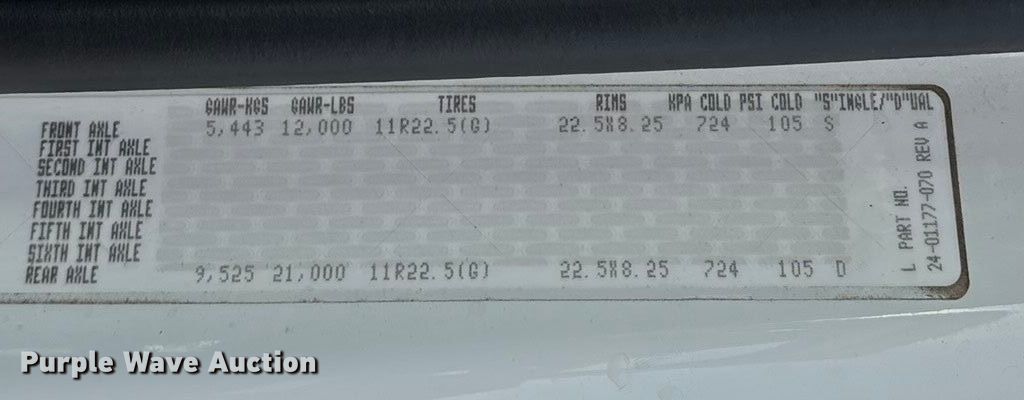 GAWR-KGS GAWR-LBS TIRES RIMS KPA COLD PSI COLD "S"INGLE/"D"UAL
FRONT AXLE 5,443 12,000 11R22.5(G) 22.5X8.25 724 105 S
FIRST INT AXLE
SECOND INT AXLE
THIRD INT AXLE
FOURTH INT AXLE
FIFTH INT AXLE
SIXTH INT AXLE
REAR AXLE 9,525 21,000 11R22.5(G) 22.5X8.25 724 105 D
L PART NO.
24-01177-070 REV A
Purple Wave Auction